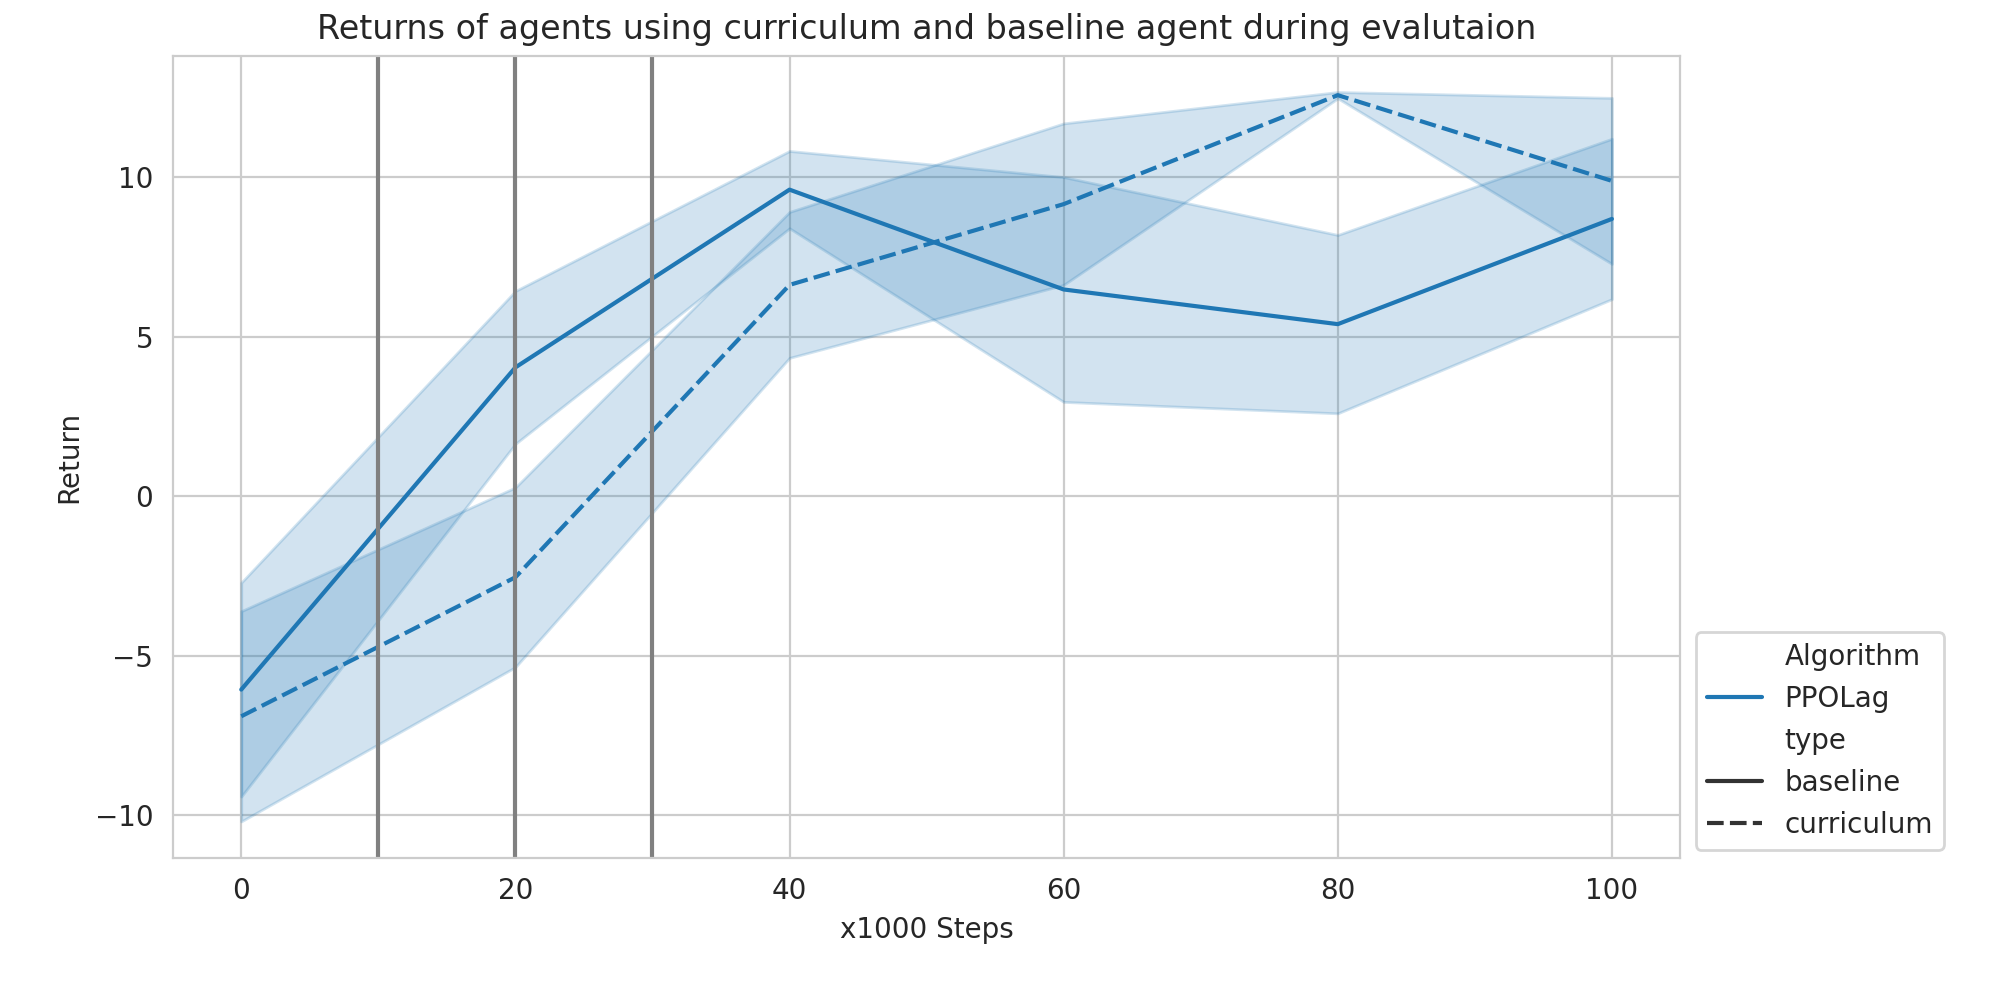 Returns of agents using curriculum and baseline agent during evalutaion
10
5
0
−5
−10
Return
0 20 40 60 80 100
x1000 Steps
Algorithm
PPOLag
type
baseline
curriculum